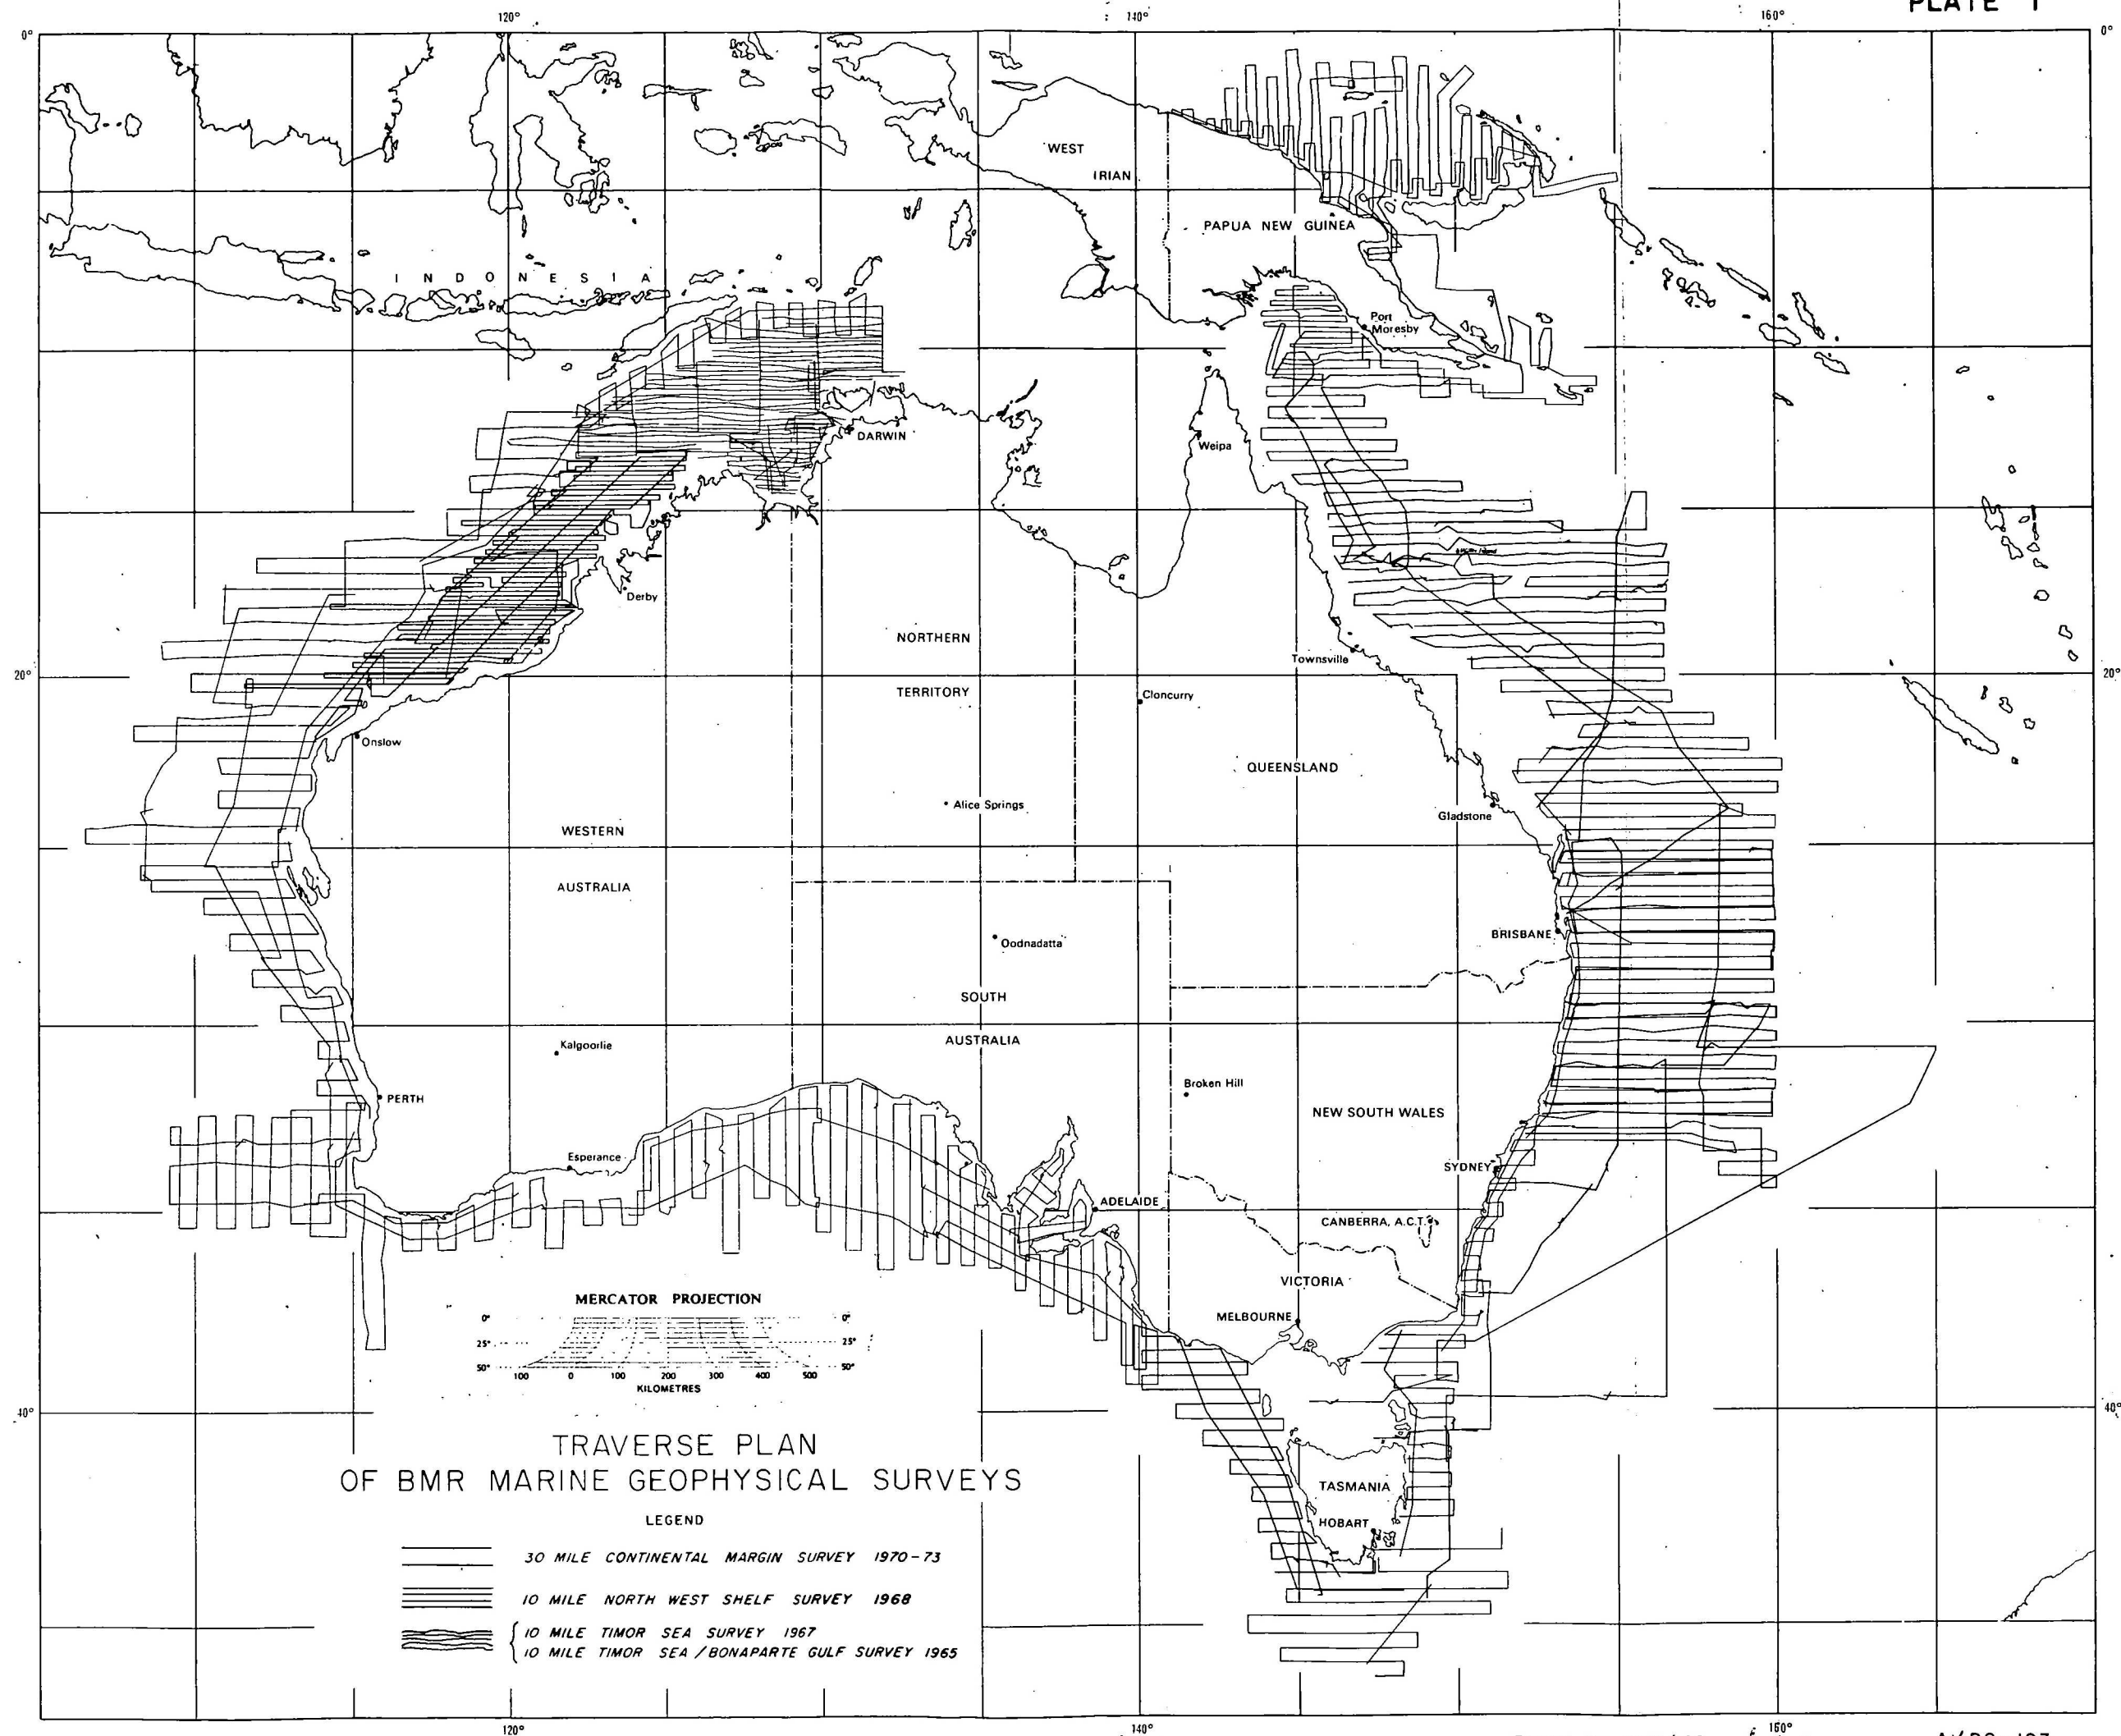 PLATE 1
120°
140°
160°
0°
0°
WEST
IRIAN
PAPUA NEW GUINEA
INDONESIA
Port
Moresby
DARWIN
Weipa
Derby
NORTHERN
Townsville
20°
20°
TERRITORY
Cloncurry
Onslow
QUEENSLAND
Alice Springs
Gladstone
WESTERN
AUSTRALIA
BRISBANE
Oodnadatta
SOUTH
AUSTRALIA
Kalgoorlie
Broken Hill
PERTH
NEW SOUTH WALES
Esperance
SYDNEY
ADELAIDE
CANBERRA, A.C.T.
VICTORIA
MELBOURNE
MERCATOR PROJECTION
0° 0°
25° 25°
50° 50°
100 0 100 200 300 400 500
KILOMETRES
40°
40°
TRAVERSE PLAN
OF BMR MARINE GEOPHYSICAL SURVEYS
TASMANIA
HOBART
LEGEND
30 MILE CONTINENTAL MARGIN SURVEY 1970-73
10 MILE NORTH WEST SHELF SURVEY 1968
10 MILE TIMOR SEA SURVEY 1967
10 MILE TIMOR SEA / BONAPARTE GULF SURVEY 1965
120°
140°
150°